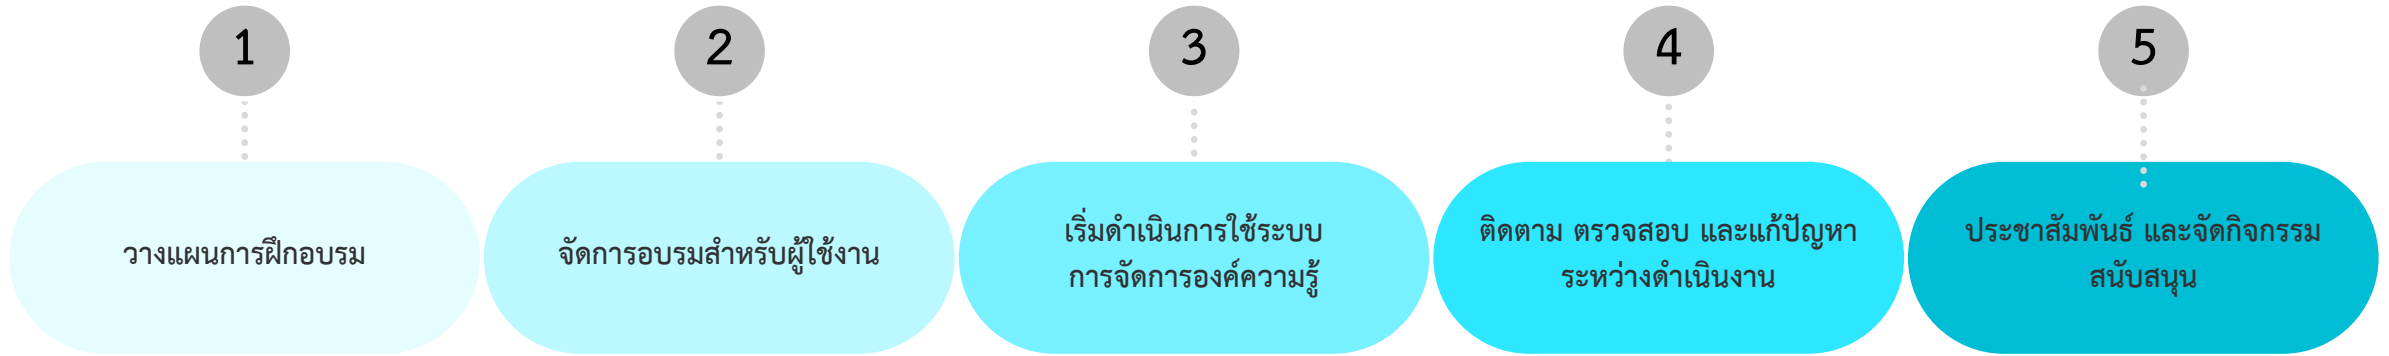 1
2
3
4
5
วางแผนการฝึกอบรม
จัดการอบรมสำหรับผู้ใช้งาน
เริ่มดำเนินการใช้ระบบ
การจัดการองค์ความรู้
ติดตาม ตรวจสอบ และแก้ปัญหา
ระหว่างดำเนินงาน
ประชาสัมพันธ์ และจัดกิจกรรม
สนับสนุน